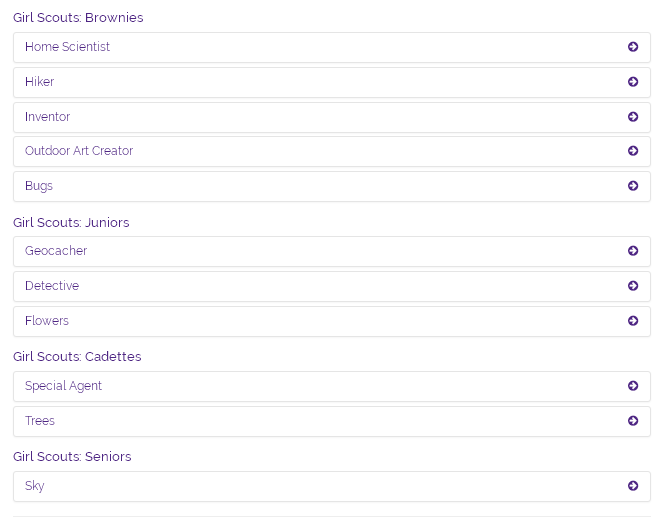 Girl Scouts: Brownies
Home Scientist
Hiker
Inventor
Outdoor Art Creator
Bugs
Girl Scouts: Juniors
Geocacher
Detective
Flowers
Girl Scouts: Cadettes
Special Agent
Trees
Girl Scouts: Seniors
Sky